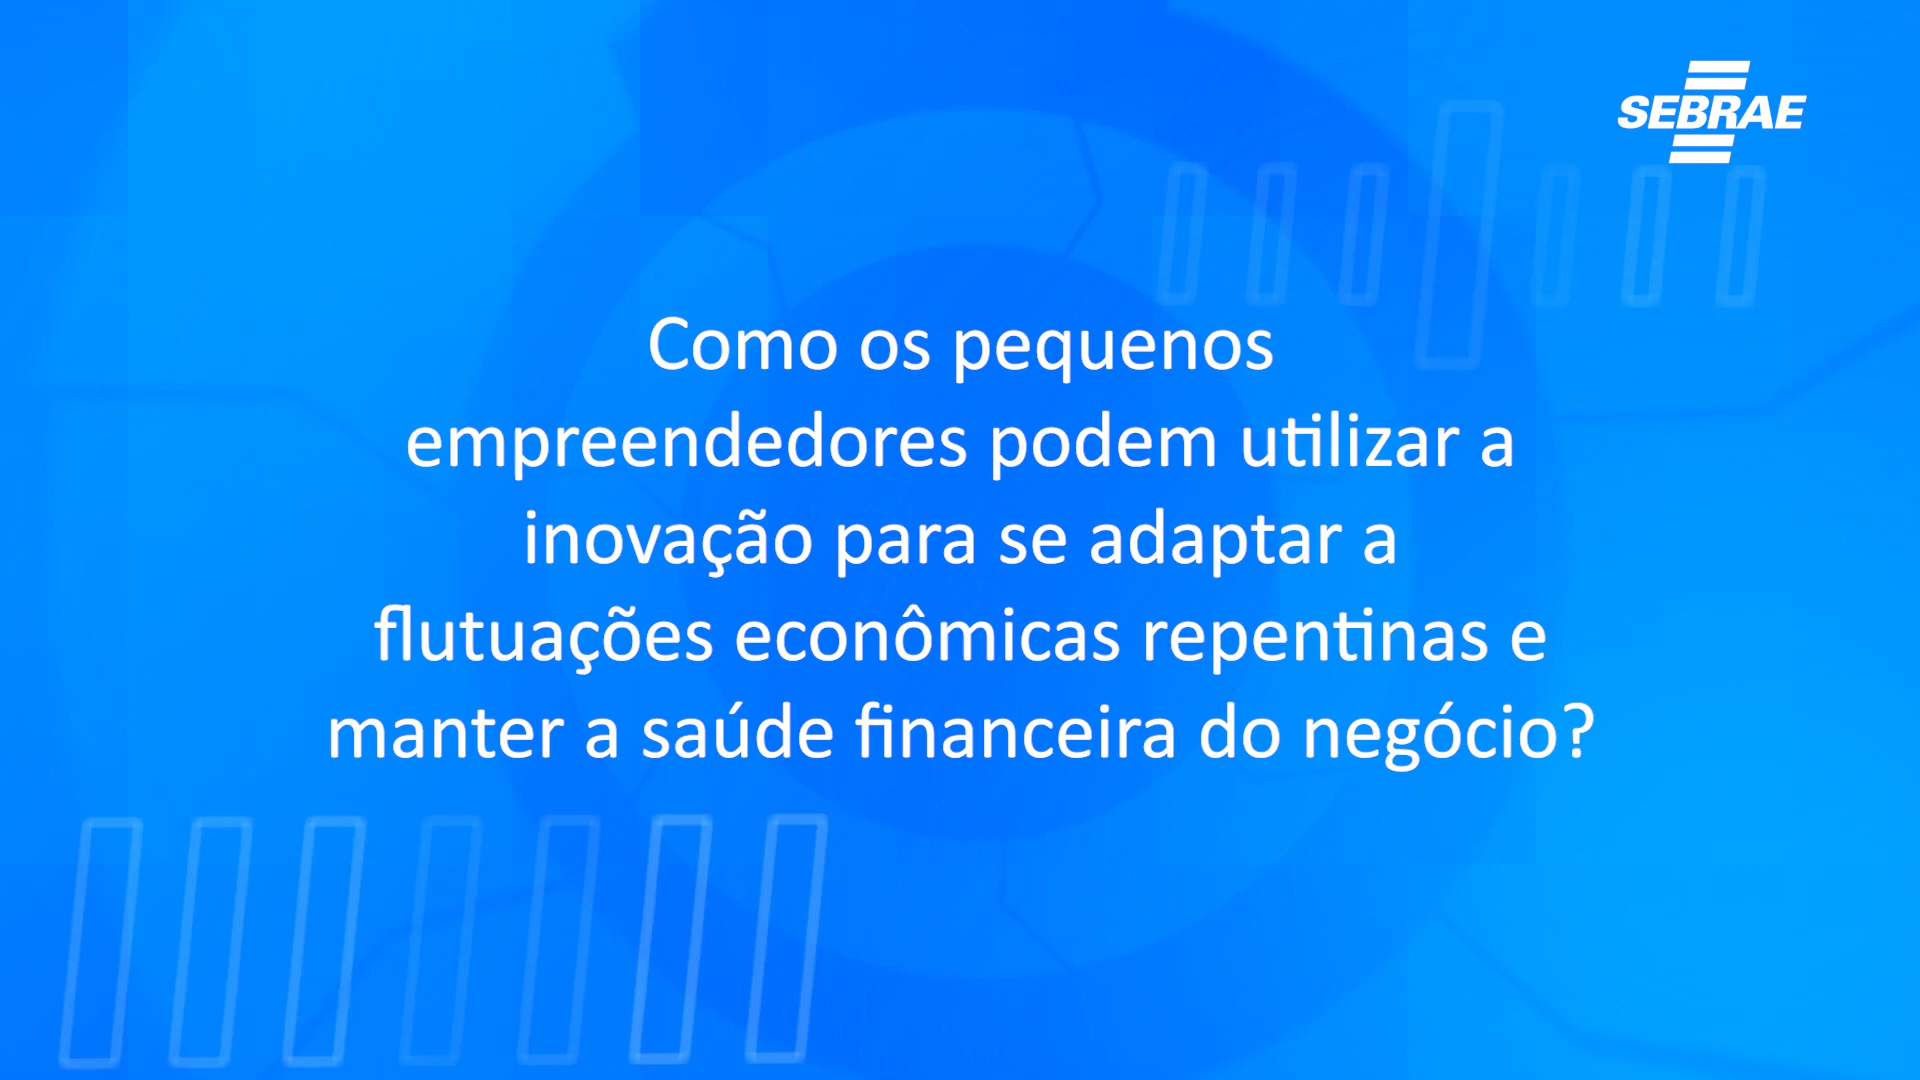 SEBRAE
Como os pequenos
empreendedores podem utilizar a
inovação para se adaptar a
flutuações econômicas repentinas e
manter a saúde financeira do negócio?